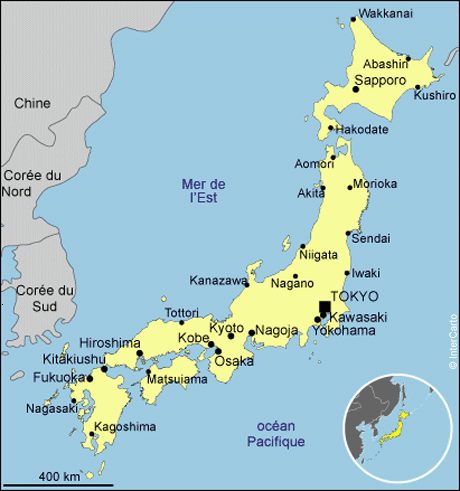 Wakkanai
Abashiri
Sapporo
Kushiro
Chine
Hakodate
Aomori
Corée du
Nord
Mer de
l'Est
Akita
Morioka
Sendai
Niigata
Iwaki
Kanazawa
Nagano
Corée du
Sud
TOKYO
Kawasaki
Tottori
Yokohama
Kyoto
Nagoja
Hiroshima
Kobe
Kitakiushu
Osaka
Fukuoka
Matsuiama
Nagasaki
Kagoshima
océan
Pacifique
400 km
© InterCarto